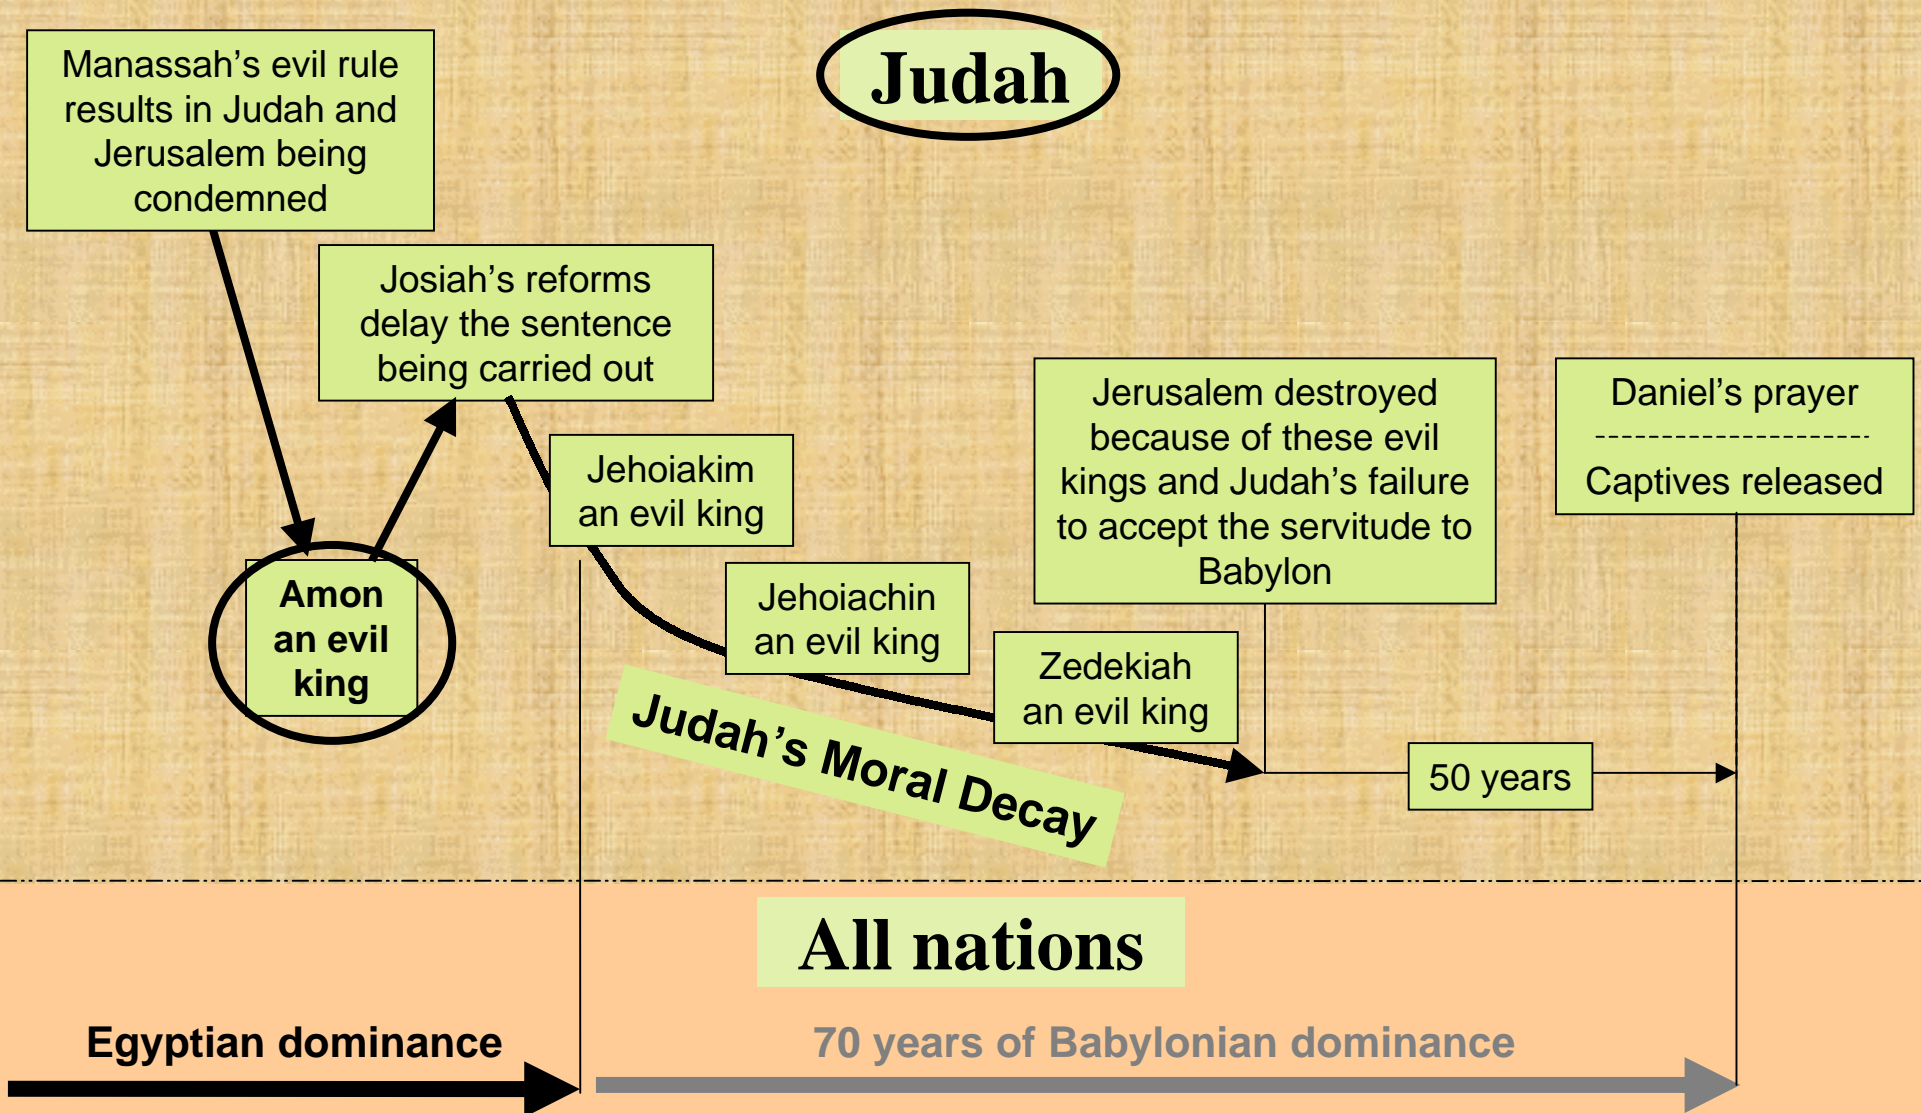 Judah
Manassah’s evil rule
results in Judah and
Jerusalem being
condemned
Josiah’s reforms
delay the sentence
being carried out
Amon
an evil
king
Jehoiakim
an evil king
Jehoiachin
an evil king
Zedekiah
an evil king
Judah’s Moral Decay
Jerusalem destroyed
because of these evil
kings and Judah’s failure
to accept the servitude to
Babylon
Daniel’s prayer
Captives released
50 years
All nations
Egyptian dominance
70 years of Babylonian dominance